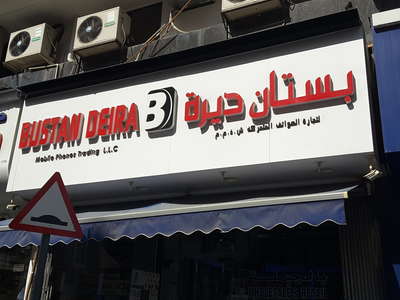 BUSTAN DEIRA B بستان ديرة
Mobile Phones Trading L.L.C لتجارة الهواتف المتحركة ش.ذ.م.م